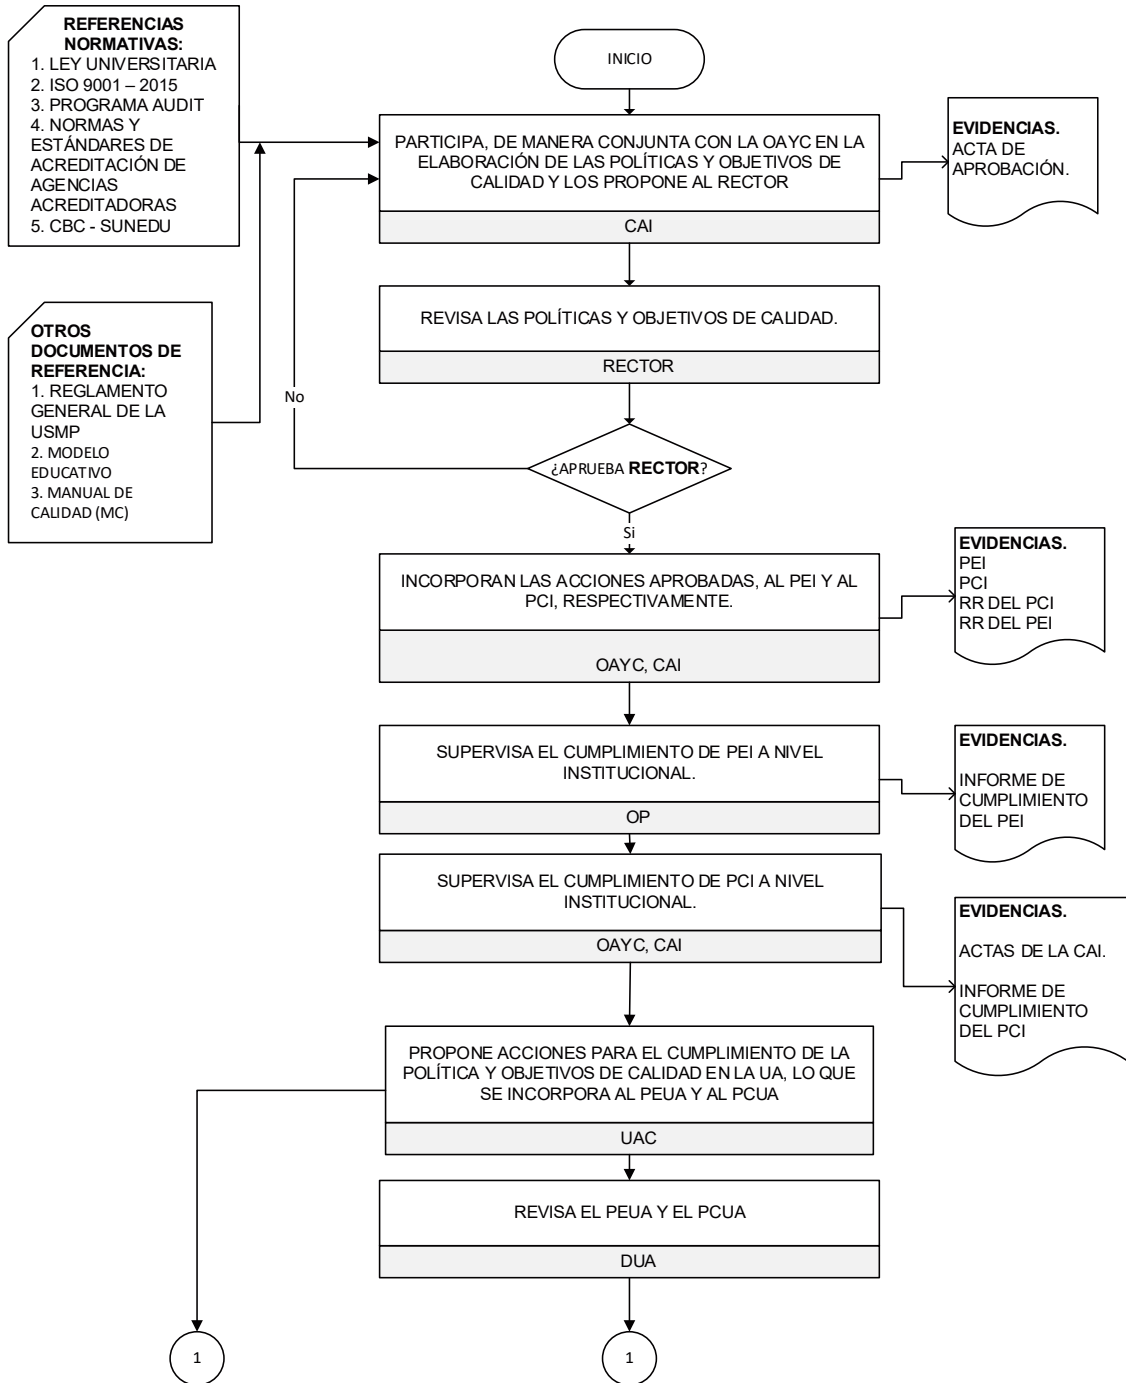 REFERENCIAS
NORMATIVAS:
1. LEY UNIVERSITARIA
2. ISO 9001 – 2015
3. PROGRAMA AUDIT
4. NORMAS Y
ESTÁNDARES DE
ACREDITACIÓN DE
AGENCIAS
ACREDITADORAS
5. CBC - SUNEDU
INICIO
PARTICIPA, DE MANERA CONJUNTA CON LA OAYC EN LA
ELABORACIÓN DE LAS POLÍTICAS Y OBJETIVOS DE
CALIDAD Y LOS PROPONE AL RECTOR
CAI
EVIDENCIAS.
ACTA DE
APROBACIÓN.
REVISA LAS POLÍTICAS Y OBJETIVOS DE CALIDAD.
RECTOR
OTROS
DOCUMENTOS DE
REFERENCIA:
1. REGLAMENTO
GENERAL DE LA
USMP
2. MODELO
EDUCATIVO
3. MANUAL DE
CALIDAD (MC)
No
¿APRUEBA RECTOR?
Si
INCORPORAN LAS ACCIONES APROBADAS, AL PEI Y AL
PCI, RESPECTIVAMENTE.
OAYC, CAI
EVIDENCIAS.
PEI
PCI
RR DEL PCI
RR DEL PEI
SUPERVISA EL CUMPLIMIENTO DE PEI A NIVEL
INSTITUCIONAL.
OP
EVIDENCIAS.
INFORME DE
CUMPLIMIENTO
DEL PEI
SUPERVISA EL CUMPLIMIENTO DE PCI A NIVEL
INSTITUCIONAL.
OAYC, CAI
EVIDENCIAS.
ACTAS DE LA CAI.
INFORME DE
CUMPLIMIENTO
DEL PCI
PROPONE ACCIONES PARA EL CUMPLIMIENTO DE LA
POLÍTICA Y OBJETIVOS DE CALIDAD EN LA UA, LO QUE
SE INCORPORA AL PEUA Y AL PCUA
UAC
REVISA EL PEUA Y EL PCUA
DUA
1
1